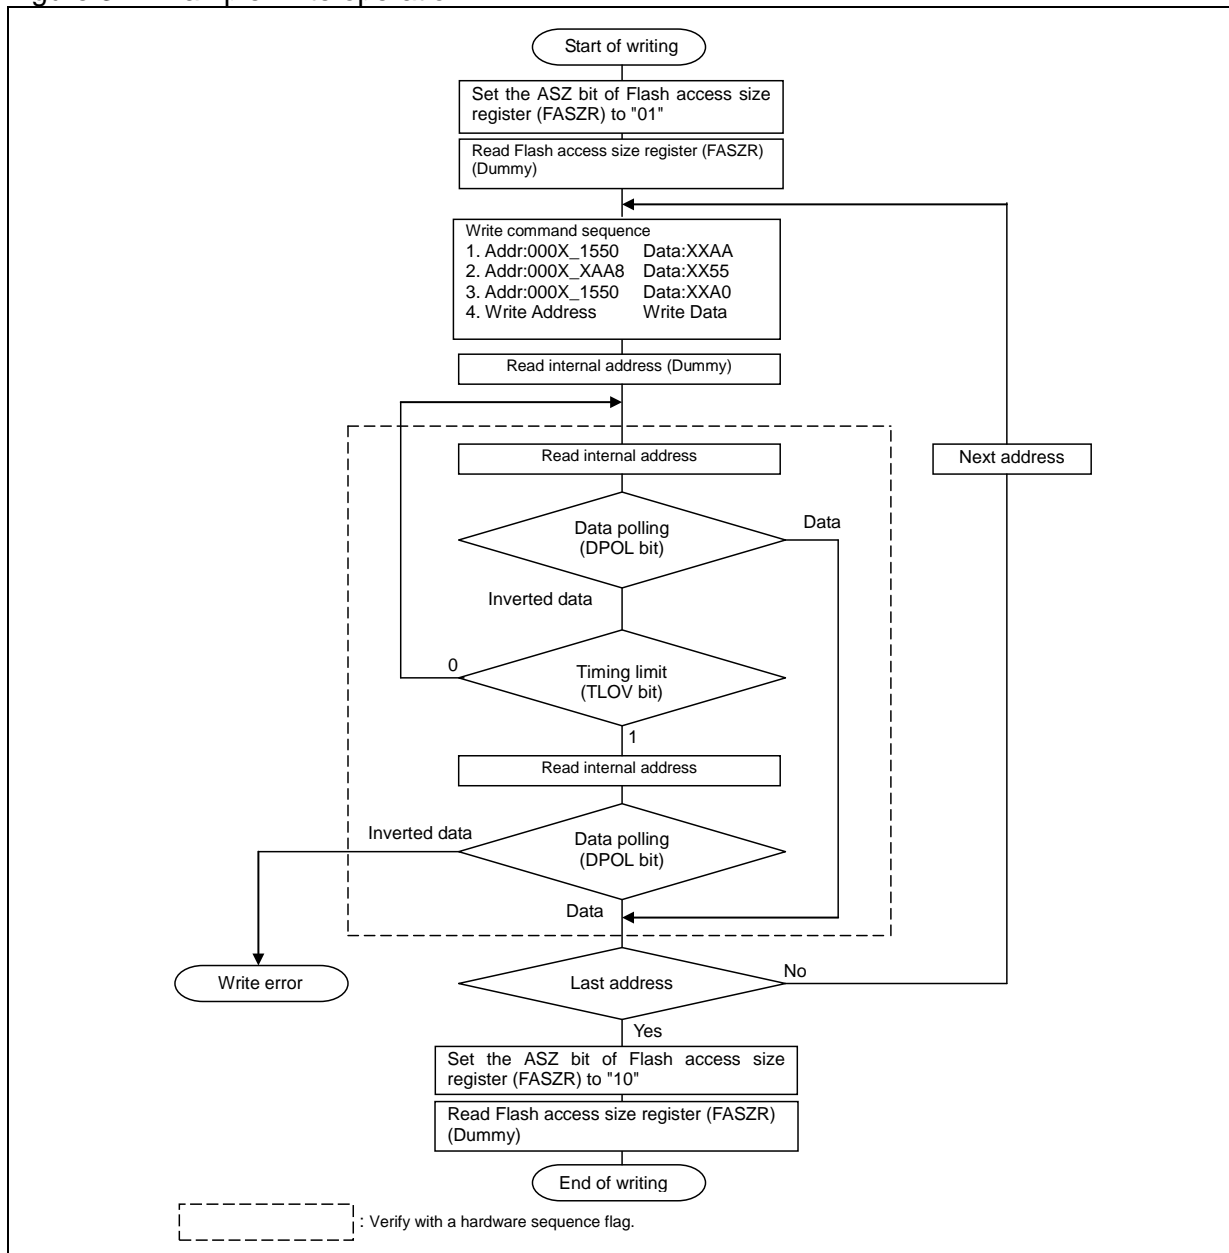 Start of writing
Set the ASZ bit of Flash access size
register (FASZR) to "01"
Read Flash access size register (FASZR)
(Dummy)
Write command sequence
1. Addr:000X_1550 Data:XXAA
2. Addr:000X_XAA8 Data:XX55
3. Addr:000X_1550 Data:XXA0
4. Write Address Write Data
Read internal address (Dummy)
Read internal address
Next address
Data polling
(DPOL bit)
Data
Inverted data
Timing limit
(TLOV bit)
0
1
Read internal address
Data polling
(DPOL bit)
Inverted data
Data
Write error
Last address
No
Yes
Set the ASZ bit of Flash access size
register (FASZR) to "10"
Read Flash access size register (FASZR)
(Dummy)
End of writing
: Verify with a hardware sequence flag.